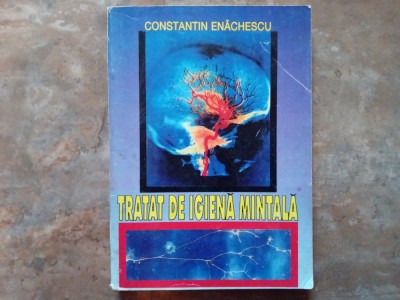 CONSTANTIN ENĂCHESCU
TRATAT DE IGIENĂ MINTALĂ